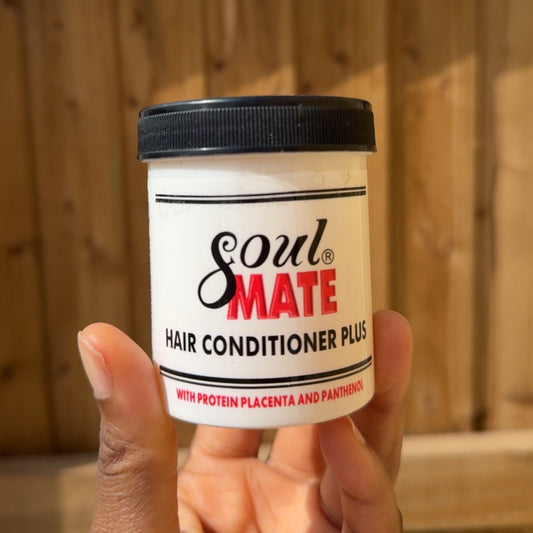 Soul®
MATE
HAIR CONDITIONER PLUS
WITH PROTEIN PLACENTA AND PANTHENOL